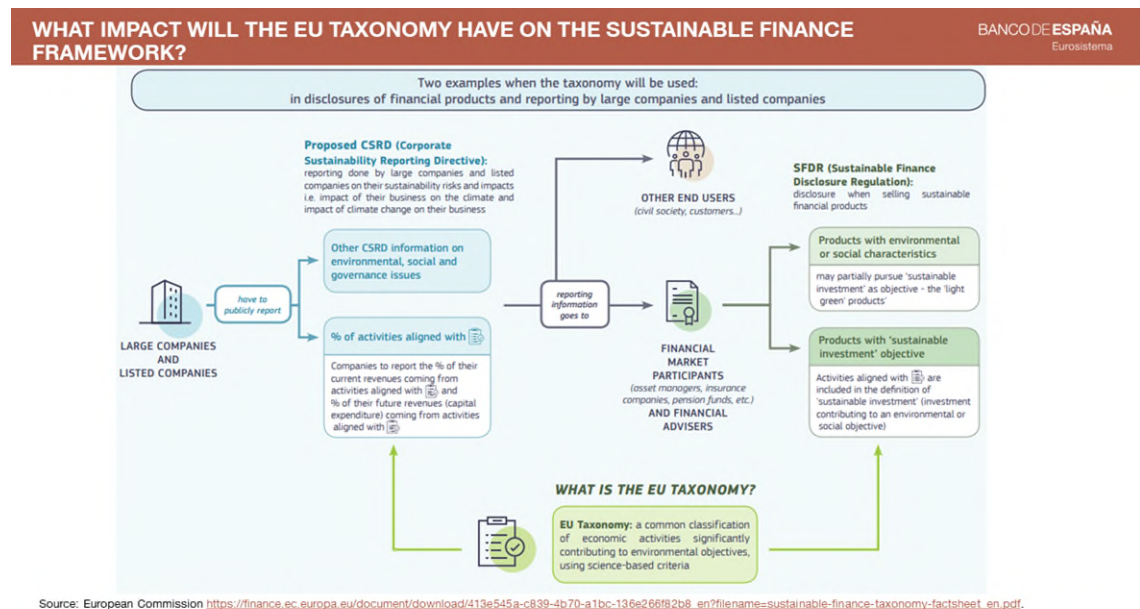 WHAT IMPACT WILL THE EU TAXONOMY HAVE ON THE SUSTAINABLE FINANCE
FRAMEWORK?
BANCO DE ESPAÑA
Eurosistema
Two examples when the taxonomy will be used:
in disclosures of financial products and reporting by large companies and listed companies
Proposed CSRD (Corporate
Sustainability Reporting Directive):
reporting done by large companies and listed
companies on their sustainability risks and impacts
i.e. impact of their business on the climate and
impact of climate change on their business
OTHER END USERS
(civil society, customers...)
SFDR (Sustainable Finance
Disclosure Regulation):
disclosure when selling sustainable
financial products
LARGE COMPANIES
AND
LISTED COMPANIES
have to
publicly report
Other CSRD information on
environmental, social and
governance issues
% of activities aligned with
Companies to report the % of their
current revenues coming from
activities aligned with and
% of their future revenues (capital
expenditure) coming from activities
aligned with
reporting
information
goes to
FINANCIAL
MARKET
PARTICIPANTS
(asset managers, insurance
companies, pension funds, etc.)
AND FINANCIAL
ADVISERS
Products with environmental
or social characteristics
may partially pursue 'sustainable
investment' as objective - the 'light
green' products'
Products with 'sustainable
investment' objective
Activities aligned with are
included in the definition of
'sustainable investment' (investment
contributing to an environmental or
social objective)
WHAT IS THE EU TAXONOMY?
EU Taxonomy: a common classification
of economic activities significantly
contributing to environmental objectives,
using science-based criteria
Source: European Commission https://finance.ec.europa.eu/document/download/413e545a-c839-4b70-a1bc-136e266f82b8_en?filename=sustainable-finance-taxonomy-factsheet_en.pdf.